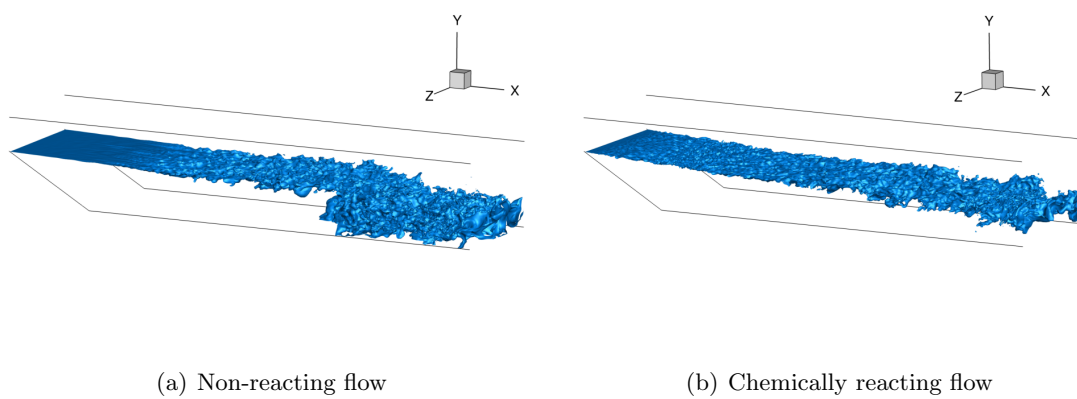 Y
Z
X
Y
Z
X
(a) Non-reacting flow
(b) Chemically reacting flow